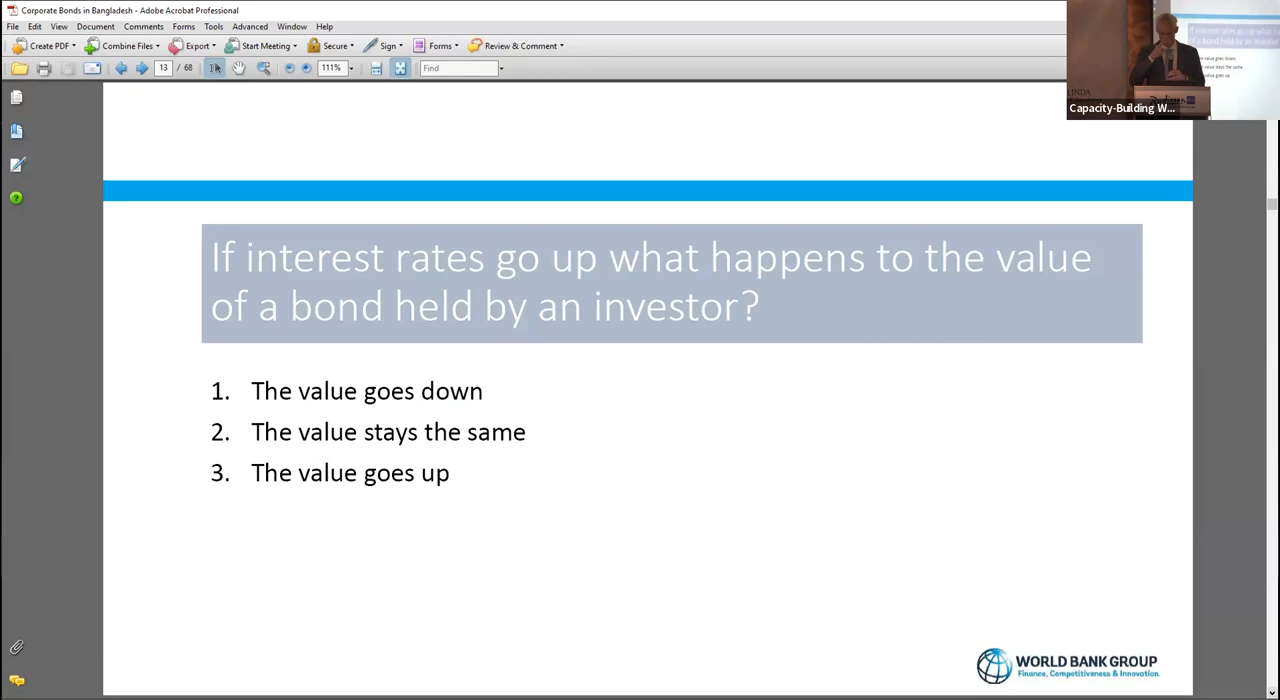 Corporate Bonds in Bangladesh - Adobe Acrobat Professional
File Edit View Document Comments Forms Tools Advanced Window Help
Create PDF Combine Files Export Start Meeting Secure Sign Forms Review & Comment
13 / 68 111% Find
If interest rates go up what happens to the value
of a bond held by an investor?
1. The value goes down
2. The value stays the same
3. The value goes up
LINDA
Capacity-Building W...
WORLD BANK GROUP
Finance, Competitiveness & Innovation